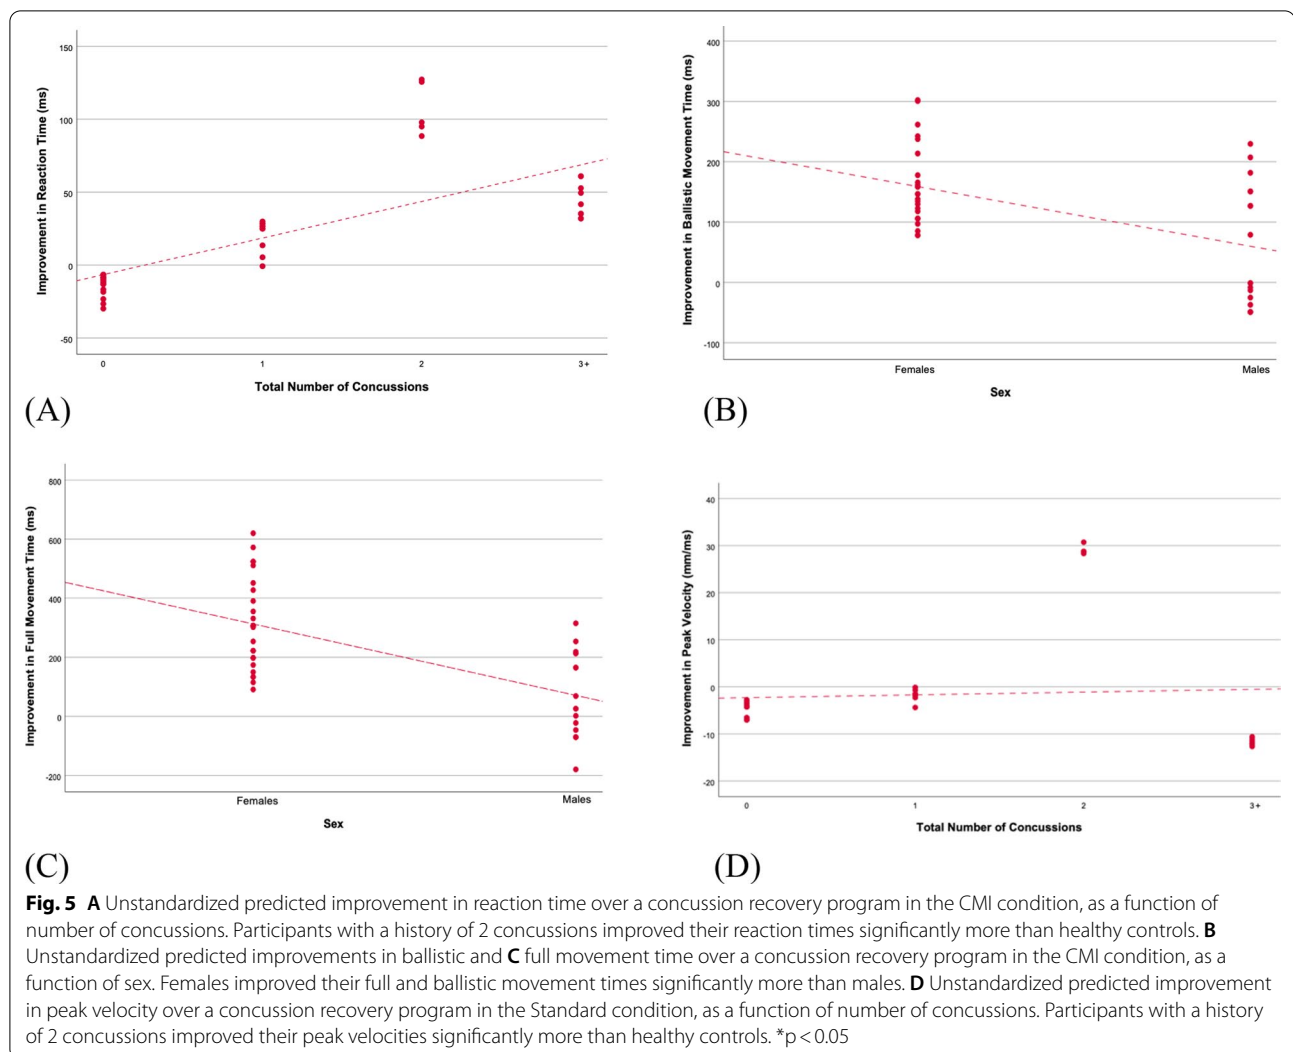 150
100
50
0
-50
Improvement in Reaction Time (ms)
0 1 2 3+
Total Number of Concussions
(A)
400
300
200
100
0
-100
Improvement in Ballistic Movement Time (ms)
Females Males
Sex
(B)
800
600
400
200
0
-200
Improvement in Full Movement Time (ms)
Females Males
Sex
(C)
40
30
20
10
0
-10
-20
Improvement in Peak Velocity (mm/ms)
0 1 2 3+
Total Number of Concussions
(D)
Fig. 5 A Unstandardized predicted improvement in reaction time over a concussion recovery program in the CMI condition, as a function of
number of concussions. Participants with a history of 2 concussions improved their reaction times significantly more than healthy controls. B
Unstandardized predicted improvements in ballistic and C full movement time over a concussion recovery program in the CMI condition, as a
function of sex. Females improved their full and ballistic movement times significantly more than males. D Unstandardized predicted improvement
in peak velocity over a concussion recovery program in the Standard condition, as a function of number of concussions. Participants with a history
of 2 concussions improved their peak velocities significantly more than healthy controls. *p < 0.05